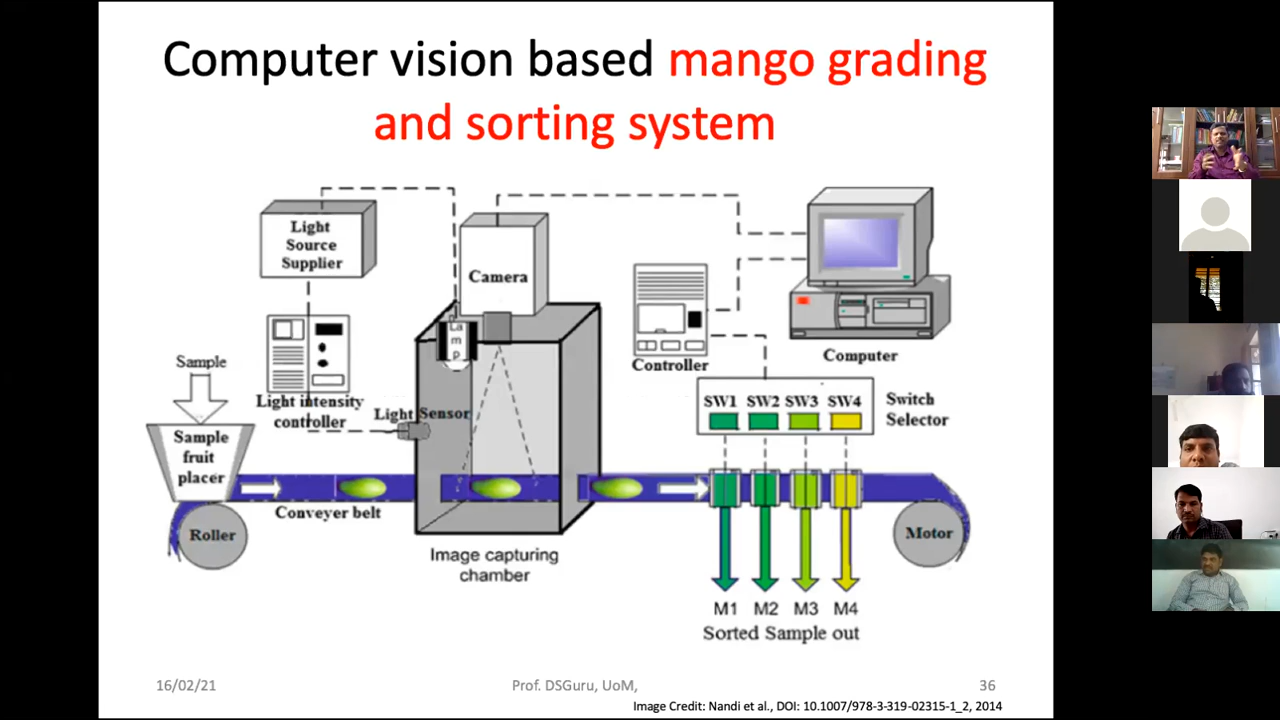 Computer vision based mango grading
and sorting system
Light
Source
Supplier
Camera
La
m
p
Sample
Light intensity
controller
Light Sensor
Controller
Computer
SW1 SW2 SW3 SW4
Switch
Selector
Sample
fruit
placer
Conveyer belt
Roller
Motor
Image capturing
chamber
M1 M2 M3 M4
Sorted Sample out
16/02/21
Prof. DSGuru, UoM,
36
Image Credit: Nandi et al., DOI: 10.1007/978-3-319-02315-1_2, 2014